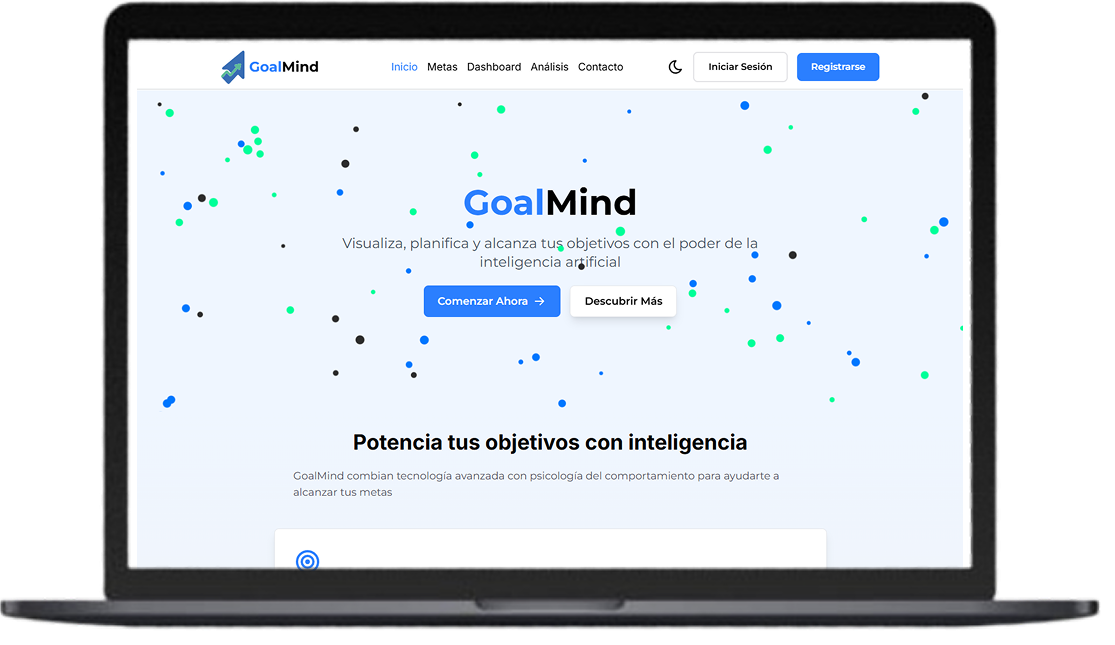 GoalMind
Inicio Metas Dashboard Análisis Contacto
Iniciar Sesión
Registrarse
GoalMind
Visualiza, planifica y alcanza tus objetivos con el poder de la
inteligencia artificial
Comenzar Ahora →
Descubrir Más
Potencia tus objetivos con inteligencia
GoalMind combian tecnología avanzada con psicología del comportamiento para ayudarte a
alcanzar tus metas